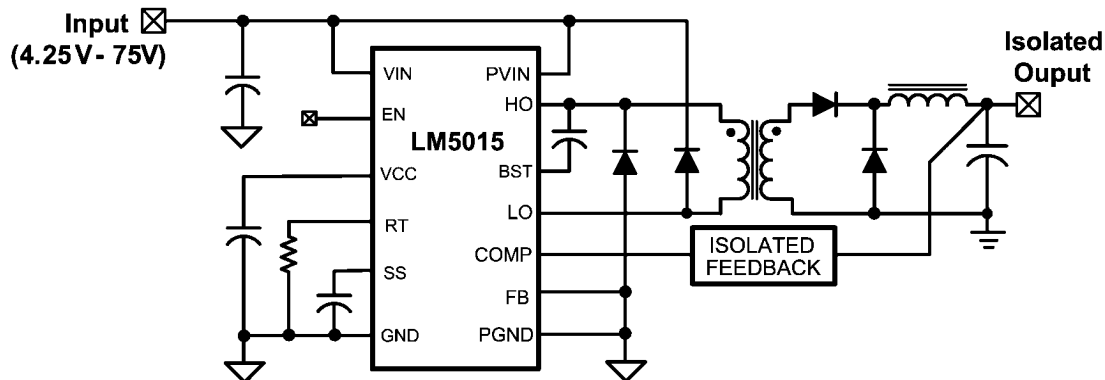 Input
(4.25V - 75V)
Isolated
Ouput
VIN
PVIN
HO
EN
LM5015
BST
VCC
LO
RT
COMP
ISOLATED
FEEDBACK
SS
FB
GND
PGND